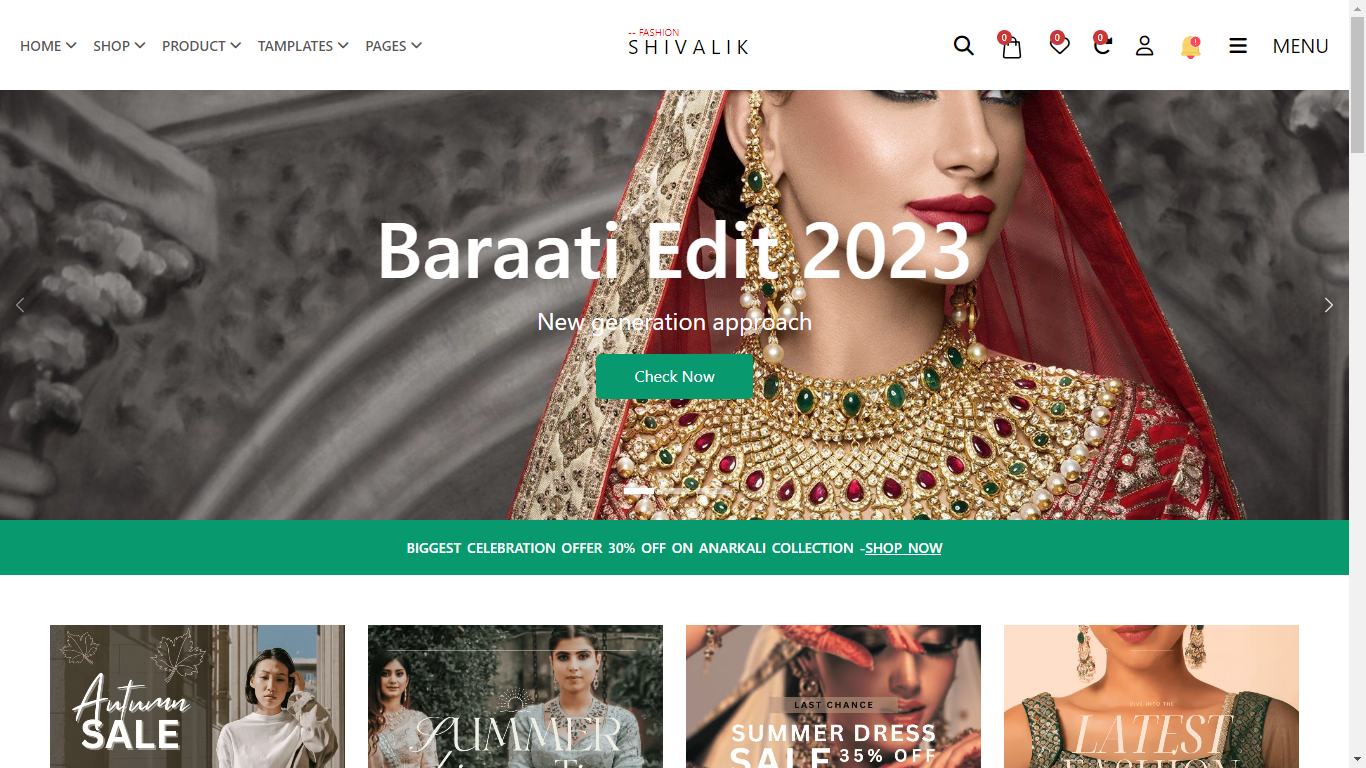 HOME SHOP PRODUCT TAMPLATES PAGES
-- FASHION
SHIVALIK
0 0 0 ! MENU
Baraati Edit 2023
New generation approach
Check Now
BIGGEST CELEBRATION OFFER 30% OFF ON ANARKALI COLLECTION -SHOP NOW
Autumn
SALE
SUMMER
LAST CHANCE
SUMMER DRESS
SALE 35% OFF
DIVE INTO THE
LATEST
FASHION